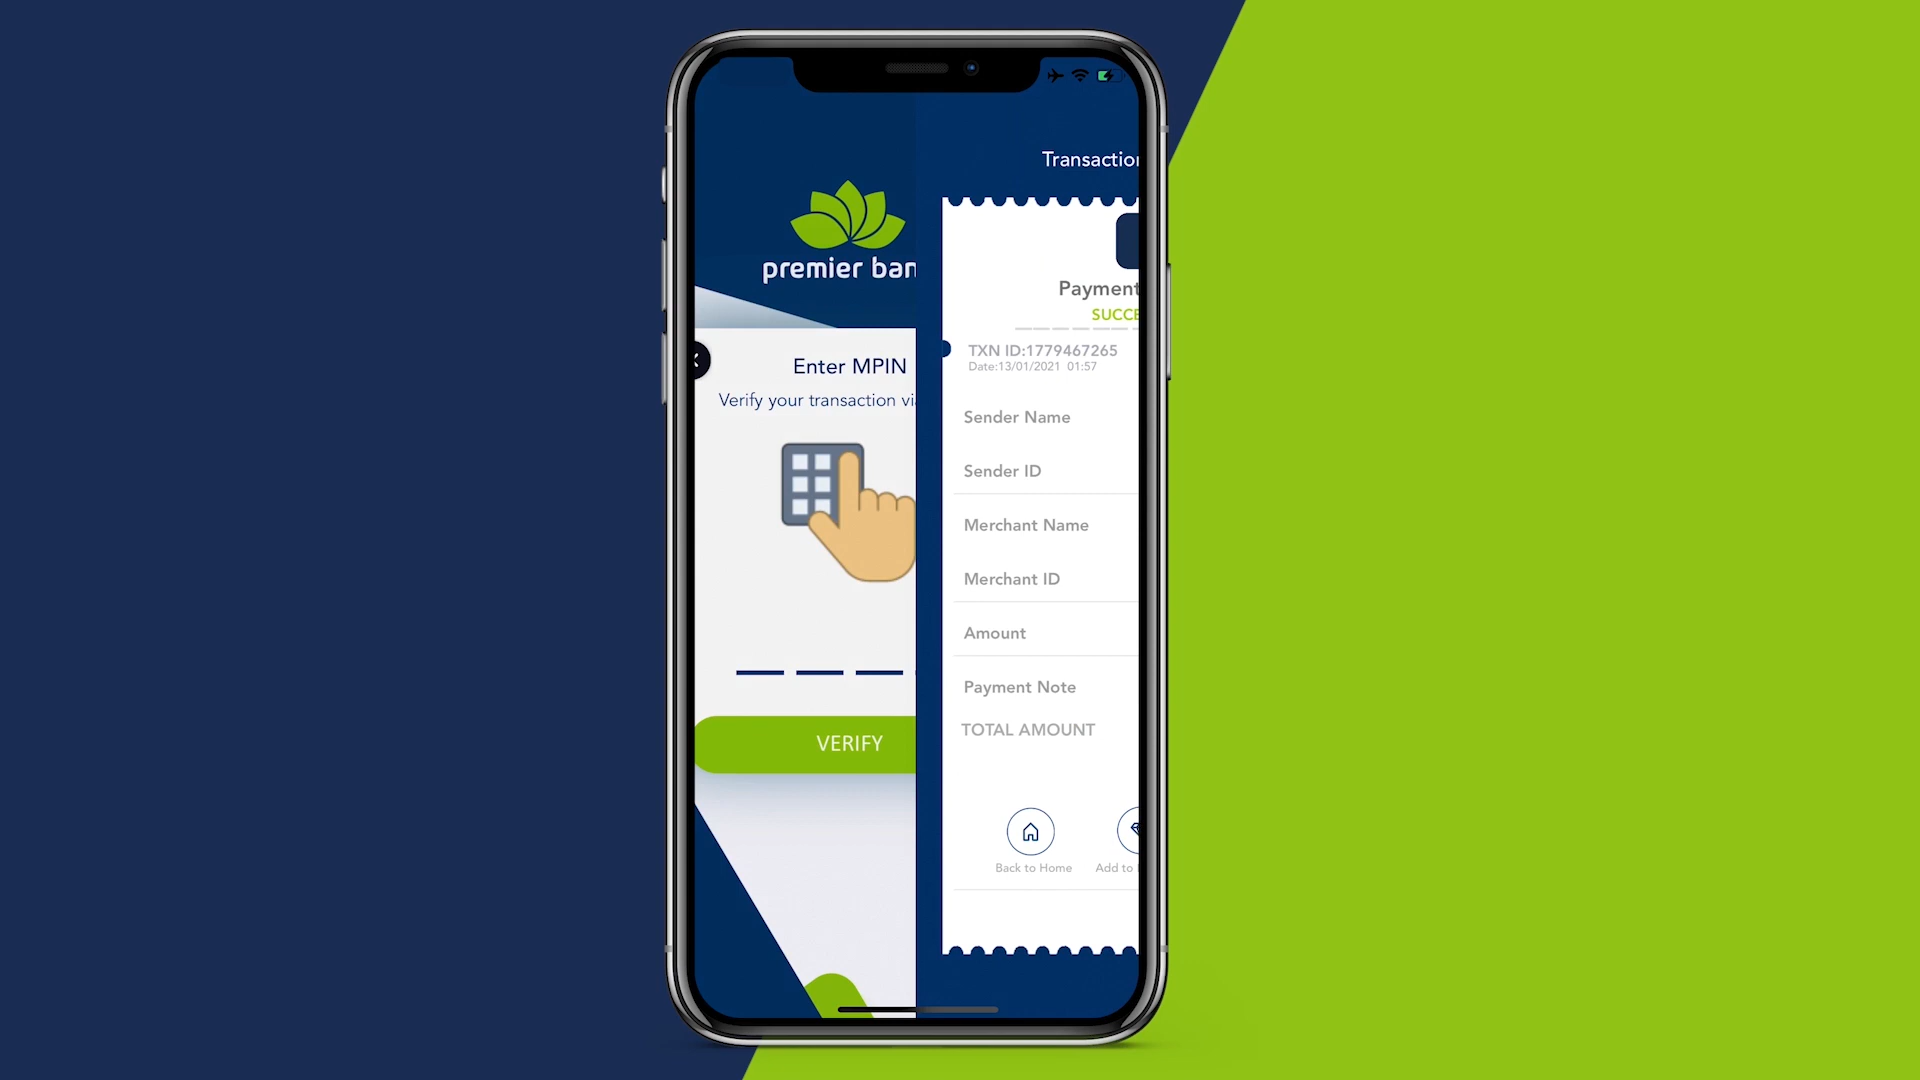 premier ban
Enter MPIN
Verify your transaction vi
VERIFY
Transaction
Payment
SUCCE
TXN ID:1779467265
Date:13/01/2021 01:57
Sender Name
Sender ID
Merchant Name
Merchant ID
Amount
Payment Note
TOTAL AMOUNT
Back to Home
Add to